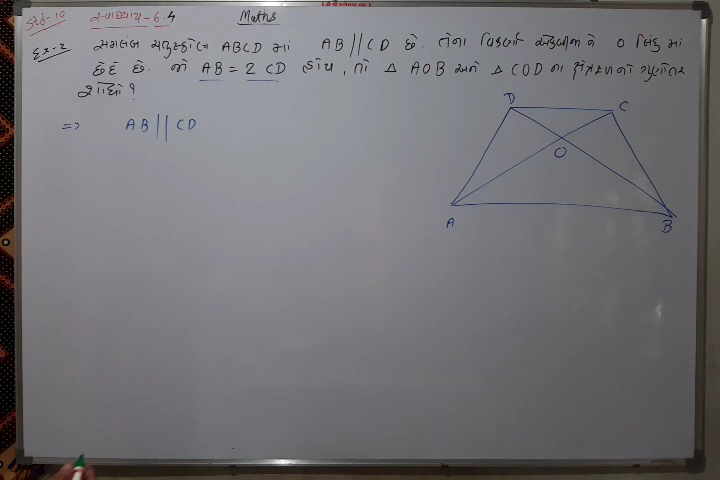 ધોરણ-10 સ્વાધ્યાય-6.4 Maths
Ex-2 સમલંબ ચતુષ્કોણ ABCD માં AB || CD છે. તેના વિકર્ણો એકબીજાને O બિંદુ માં
છેદે છે. જો AB = 2 CD હોય, તો △ AOB અને △ COD ના ક્ષેત્રફળનો ગુણોત્તર
શોધો?
=> AB || CD
D C
O
A B